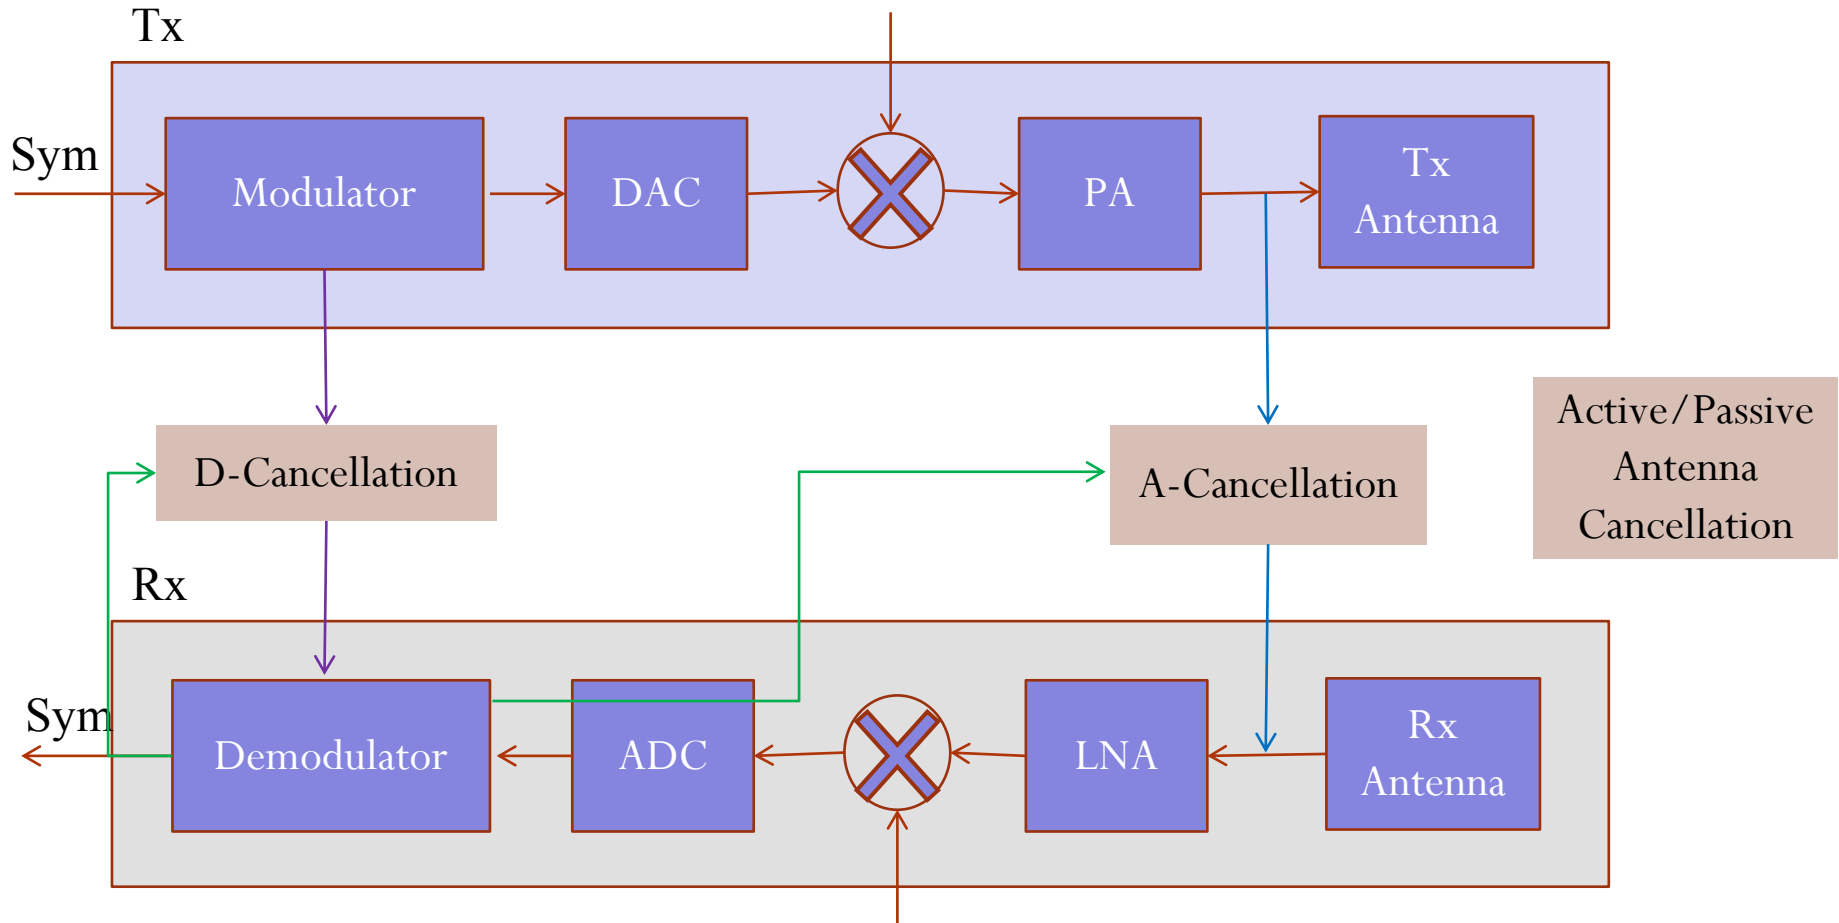 Tx
Sym
Modulator
DAC
PA
Tx
Antenna
D-Cancellation
A-Cancellation
Active/Passive
Antenna
Cancellation
Rx
Sym
Demodulator
ADC
LNA
Rx
Antenna